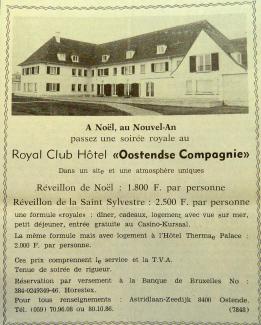 A Noël, au Nouvel-An
passez une soirée royale au
Royal Club Hôtel «Oostendse Compagnie»
Dans un site et une atmosphère uniques
Réveillon de Noël : 1.800 F. par personne
Réveillon de la Saint Sylvestre : 2.500 F. par personne
une formule «royale» : dîner, cadeaux, logement avec vue sur mer,
petit déjeuner, entrée gratuite au Casino-Kursaal.
La même formule mais avec logement à l'Hôtel Thermae Palace :
2.000 F. par personne.
Ces prix comprennent le service et la T.V.A.
Tenue de soirée de rigueur.
Réservation par versement à la Banque de Bruxelles No :
384-0249349-46. Horestex.
Pour tous renseignements : Astridlaan-Zeedijk 8400 Ostende.
Tél. (059) 70.96.08 ou 80.10.86. (7848)